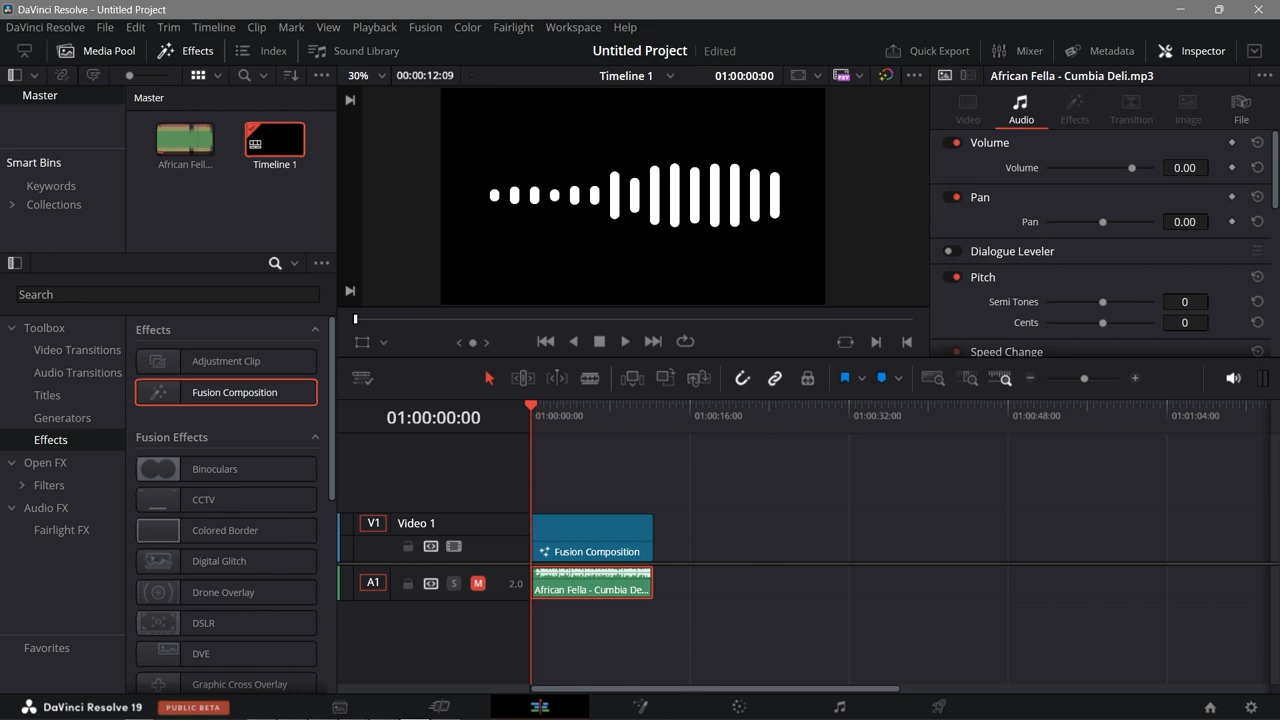 DaVinci Resolve - Untitled Project
DaVinci Resolve File Edit Trim Timeline Clip Mark View Playback Fusion Color Fairlight Workspace Help
Media Pool Effects Index Sound Library Untitled Project Edited Quick Export Mixer Metadata Inspector
30% 00:00:12:09 Timeline 1 01:00:00:00 African Fella - Cumbia Deli.mp3
Master Master
Video Audio Effects Transition Image File
African Fell... Timeline 1
Volume
Volume 0.00
Smart Bins
Keywords
Collections
Pan
Pan 0.00
Dialogue Leveler
Pitch
Semi Tones 0
Cents 0
Speed Change
Search
Toolbox
Video Transitions
Audio Transitions
Titles
Generators
Effects
Open FX
Filters
Audio FX
Fairlight FX
Favorites
Effects
Adjustment Clip
Fusion Composition
Fusion Effects
Binoculars
CCTV
Colored Border
Digital Glitch
Drone Overlay
DSLR
DVE
Graphic Cross Overlay
01:00:00:00 01:00:00:00 01:00:16:00 01:00:32:00 01:00:48:00 01:01:04:00
V1 Video 1
Fusion Composition
A1 S M 2.0 African Fella - Cumbia De...
DaVinci Resolve 19 PUBLIC BETA